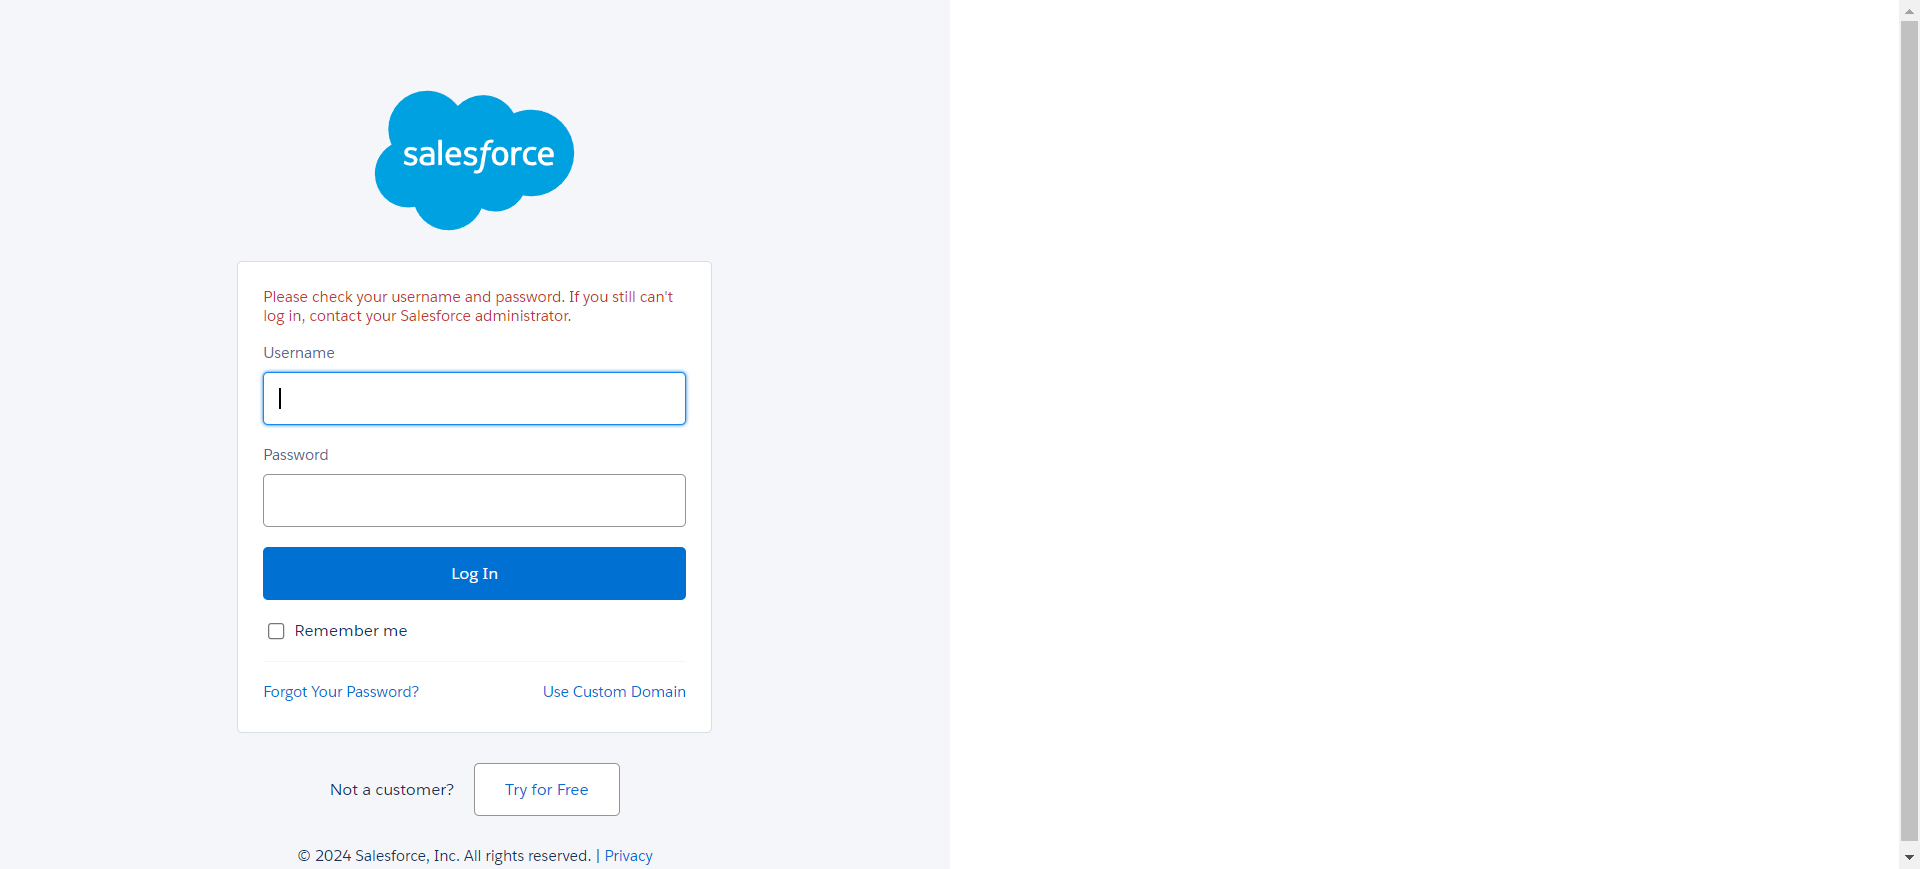 salesforce
Please check your username and password. If you still can't
log in, contact your Salesforce administrator.
Username
Password
Log In
Remember me
Forgot Your Password? Use Custom Domain
Not a customer? Try for Free
© 2024 Salesforce, Inc. All rights reserved. | Privacy